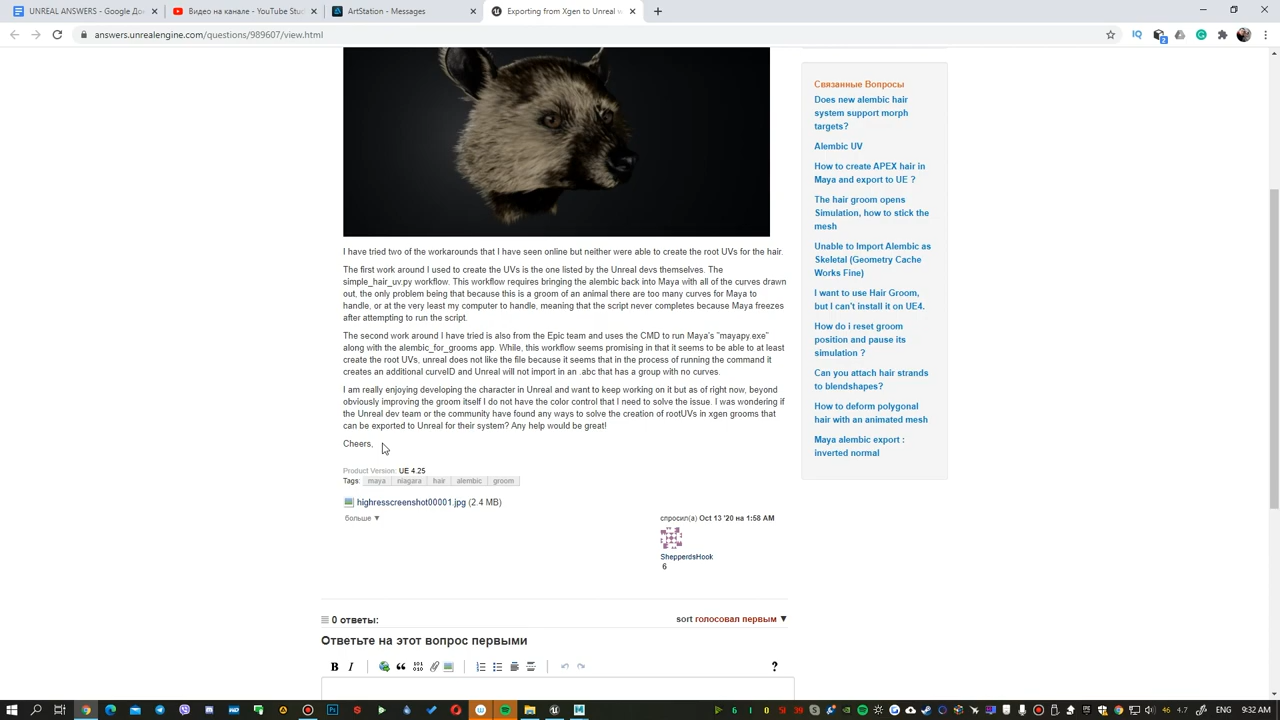 UNREAL ANSWERS - Google До
Видео на канале - YouTube Stud
ArtStation - Messages
Exporting from Xgen to Unreal w
answers.unrealengine.com/questions/989607/view.html
I have tried two of the workarounds that I have seen online but neither were able to create the root UVs for the hair.
The first work around I used to create the UVs is the one listed by the Unreal devs themselves. The
simple_hair_uv.py workflow. This workflow requires bringing the alembic back into Maya with all of the curves drawn
out, the only problem being that because this is a groom of an animal there are too many curves for Maya to
handle, or at the very least my computer to handle, meaning that the script never completes because Maya freezes
after attempting to run the script.
The second work around I have tried is also from the Epic team and uses the CMD to run Maya's "mayapy.exe"
along with the alembic_for_grooms app. While, this workflow seems promising in that it seems to be able to at least
create the root UVs, unreal does not like the file because it seems that in the process of running the command it
creates an additional curveID and Unreal will not import in an .abc that has a group with no curves.
I am really enjoying developing the character in Unreal and want to keep working on it but as of right now, beyond
obviously improving the groom itself I do not have the color control that I need to solve the issue. I was wondering if
the Unreal dev team or the community have found any ways to solve the creation of rootUVs in xgen grooms that
can be exported to Unreal for their system? Any help would be great!
Cheers,
Product Version: UE 4.25
Tags: maya niagara hair alembic groom
highresscreenshot00001.jpg (2.4 MB)
больше ▼
спросил(а) Oct 13 '20 на 1:58 AM
ShepperdsHook
6
0 ответы:
sort голосовал первым ▼
Ответьте на этот вопрос первыми
B I
?
Связанные Вопросы
Does new alembic hair
system support morph
targets?
Alembic UV
How to create APEX hair in
Maya and export to UE ?
The hair groom opens
Simulation, how to stick the
mesh
Unable to Import Alembic as
Skeletal (Geometry Cache
Works Fine)
I want to use Hair Groom,
but I can't install it on UE4.
How do i reset groom
position and pause its
simulation ?
Can you attach hair strands
to blendshapes?
How to deform polygonal
hair with an animated mesh
Maya alembic export :
inverted normal
ENG 9:32 AM